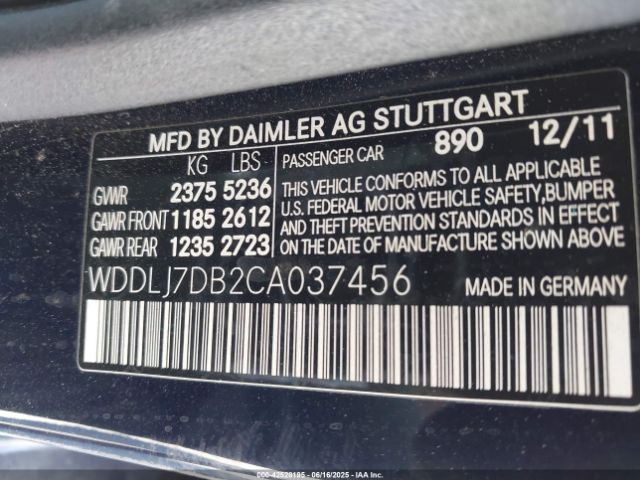 MFD BY DAIMLER AG STUTTGART
KG LBS
GVWR 2375 5236
GAWR FRONT 1185 2612
GAWR REAR 1235 2723
PASSENGER CAR 890 12/11
THIS VEHICLE CONFORMS TO ALL APPLICABLE
U.S. FEDERAL MOTOR VEHICLE SAFETY, BUMPER
AND THEFT PREVENTION STANDARDS IN EFFECT
ON THE DATE OF MANUFACTURE SHOWN ABOVE.
WDDLJ7DB2CA037456 MADE IN GERMANY
000-42528195 | 06/16/2025 | IAA Inc.